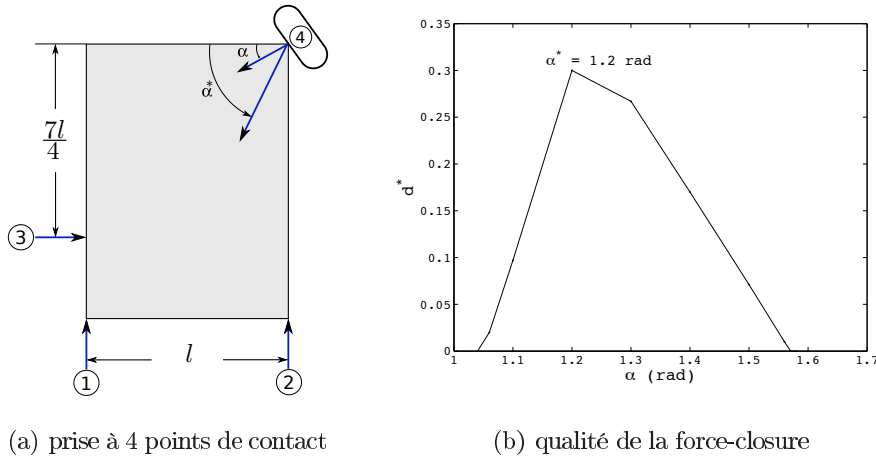 4
α
α*
7l
4
3
l
1
2
(a) prise à 4 points de contact
0.35
0.3
0.25
0.2
0.15
0.1
0.05
0
d*
α* = 1.2 rad
1
1.1
1.2
1.3
1.4
1.5
1.6
1.7
α (rad)
(b) qualité de la force-closure